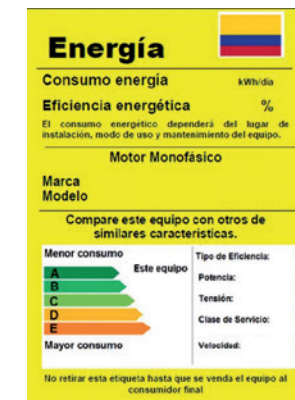 Energía
Consumo energía kWh/dia
Eficiencia energética %
El consumo energético dependerá del lugar de
instalación, modo de uso y mantenimiento del equipo.
Motor Monofásico
Marca
Modelo
Compare este equipo con otros de
similares características.
Menor consumo
Este equipo
A
B
C
D
E
Mayor consumo
Tipo de Eficiencia:
Potencia:
Tensión:
Clase de Servicio:
Velocidad:
No retirar esta etiqueta hasta que se venda el equipo al
consumidor final